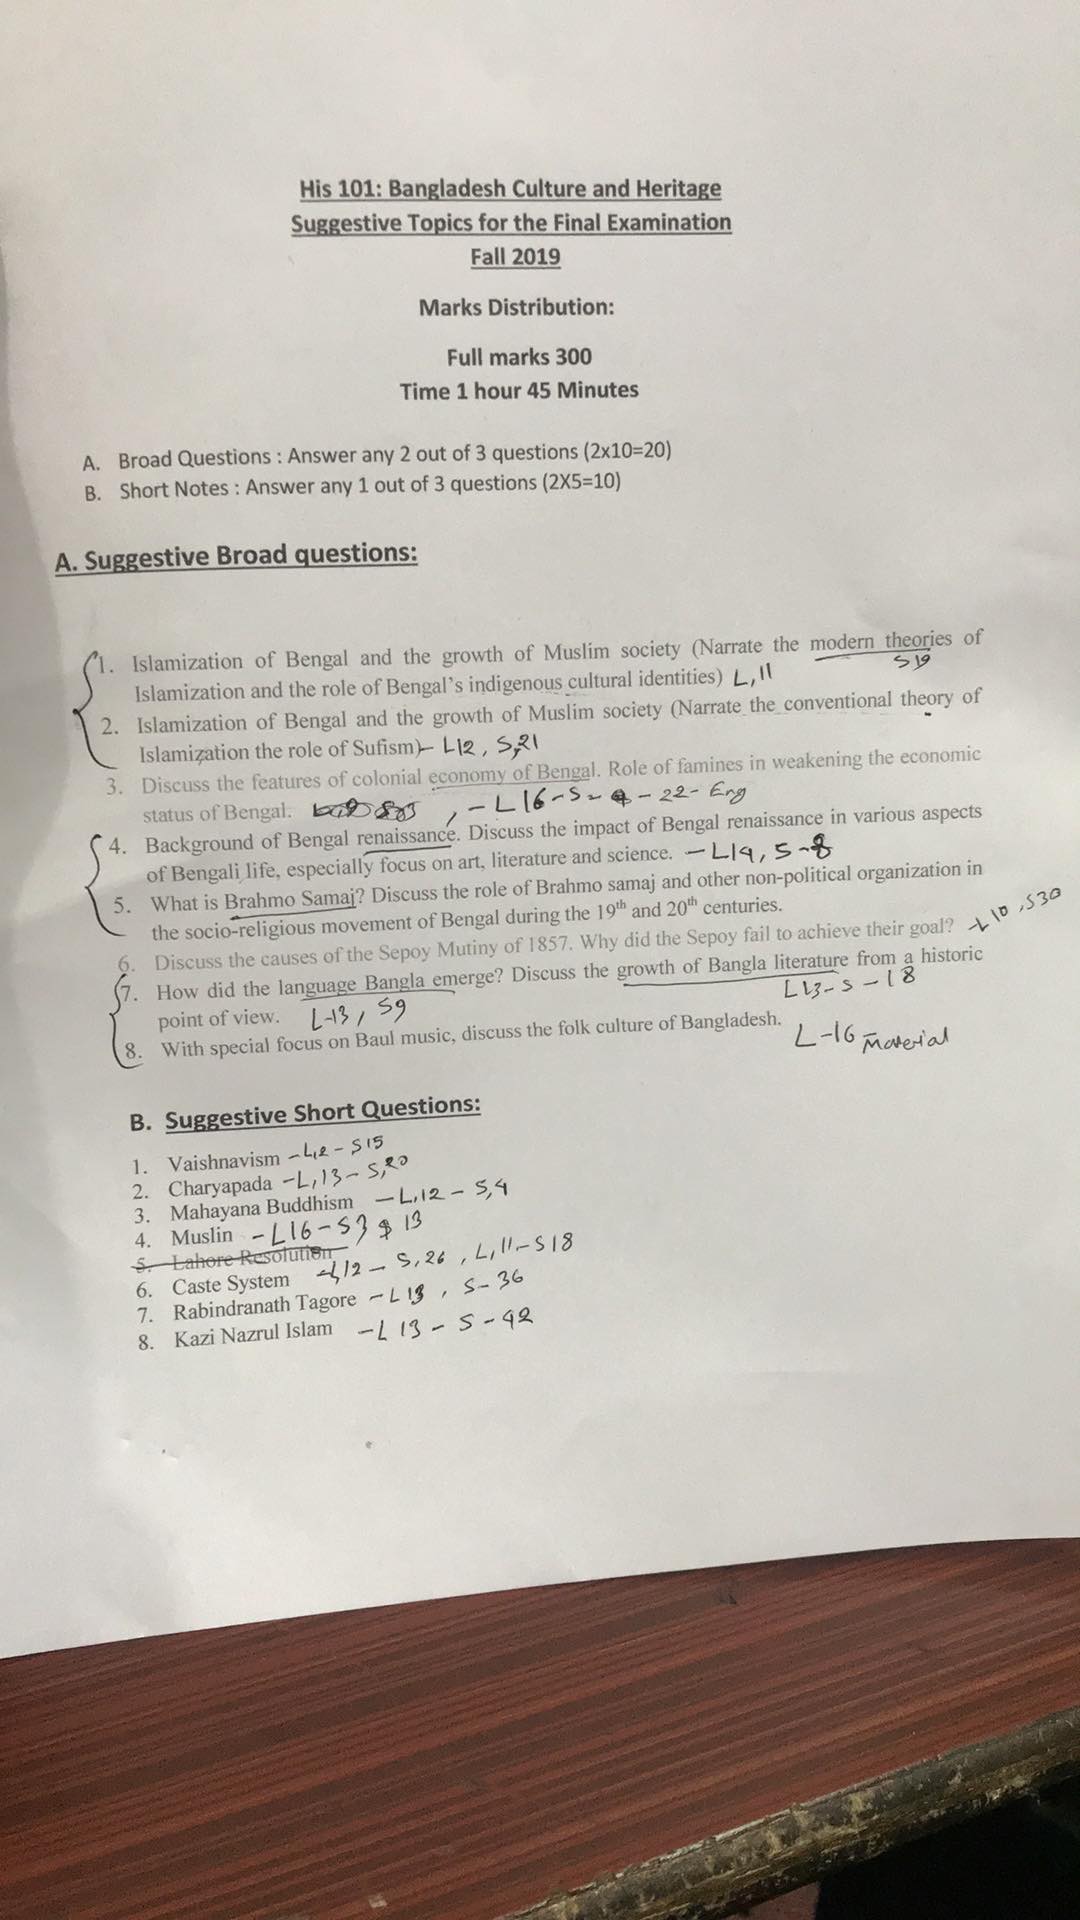 His 101: Bangladesh Culture and Heritage
Suggestive Topics for the Final Examination
Fall 2019
Marks Distribution:
Full marks 300
Time 1 hour 45 Minutes
A. Broad Questions : Answer any 2 out of 3 questions (2x10=20)
B. Short Notes : Answer any 1 out of 3 questions (2X5=10)
A. Suggestive Broad questions:
1. Islamization of Bengal and the growth of Muslim society (Narrate the modern theories of
Islamization and the role of Bengal's indigenous cultural identities) L,11 S19
2. Islamization of Bengal and the growth of Muslim society (Narrate the conventional theory of
Islamization the role of Sufism) - L12, S,21
3. Discuss the features of colonial economy of Bengal. Role of famines in weakening the economic
status of Bengal. , - L16-S - 22 - Eng
4. Background of Bengal renaissance. Discuss the impact of Bengal renaissance in various aspects
of Bengali life, especially focus on art, literature and science. - L14, S-8
5. What is Brahmo Samaj? Discuss the role of Brahmo samaj and other non-political organization in
the socio-religious movement of Bengal during the 19th and 20th centuries.
6. Discuss the causes of the Sepoy Mutiny of 1857. Why did the Sepoy fail to achieve their goal? L10, S30
7. How did the language Bangla emerge? Discuss the growth of Bangla literature from a historic
point of view. L-13, S9 L13-S-18
8. With special focus on Baul music, discuss the folk culture of Bangladesh. L-16 Material
B. Suggestive Short Questions:
1. Vaishnavism - L,12 - S15
2. Charyapada - L,13 - S,20
3. Mahayana Buddhism - L,12 - S,4
4. Muslin - L16 - S3 $ 13
5. Lahore Resolution
6. Caste System - L12 - S,26, L,11-S18
7. Rabindranath Tagore - L13, S-36
8. Kazi Nazrul Islam - L13 - S-42